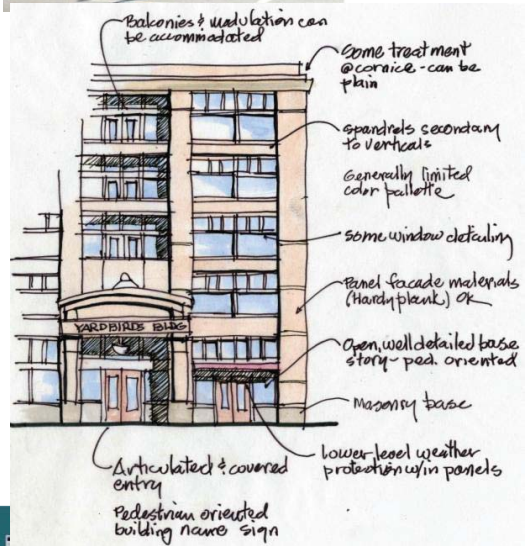 Balconies & modulation can
be accommodated
Some treatment
@cornice - can be
plain
spandrels secondary
to verticals
Generally limited
color pallette
some window detailing
Panel facade materials
(Hardy plank) OK
Open, well detailed base
story - ped. oriented
Masonry base
Lower level weather
protection w/in panels
YARDBIRDS BLDG
Articulated & covered
entry
Pedestrian oriented
building name sign